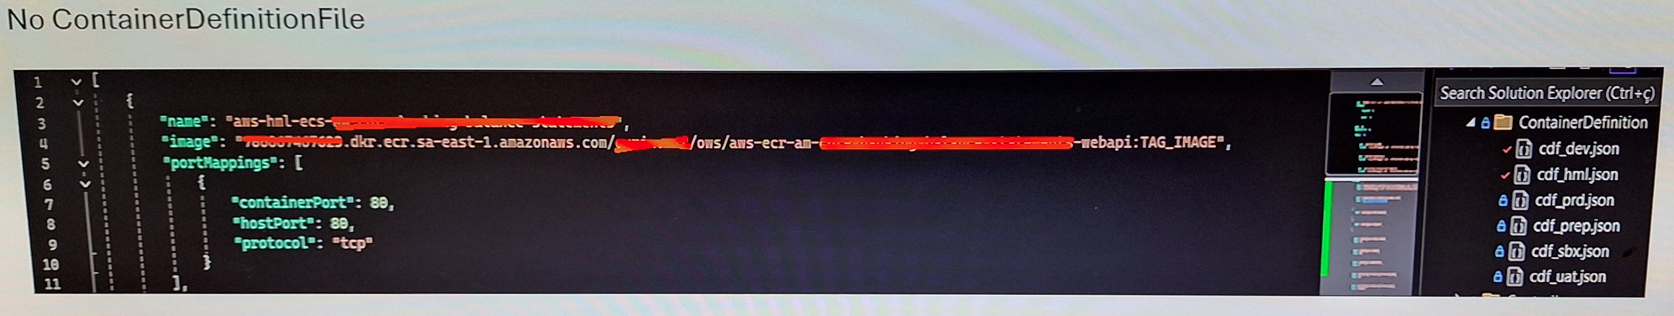 No ContainerDefinitionFile
1 [
2 {
3 "name": "aws-hml-ecs- ",
4 "image": " .dkr.ecr.sa-east-1.amazonaws.com/ /ows/aws-ecr-am- -webapi:TAG_IMAGE",
5 "portMappings": [
6 {
7 "containerPort": 80,
8 "hostPort": 80,
9 "protocol": "tcp"
10 }
11 ],
Search Solution Explorer (Ctrl+ç)
ContainerDefinition
cdf_dev.json
cdf_hml.json
cdf_prd.json
cdf_prep.json
cdf_sbx.json
cdf_uat.json